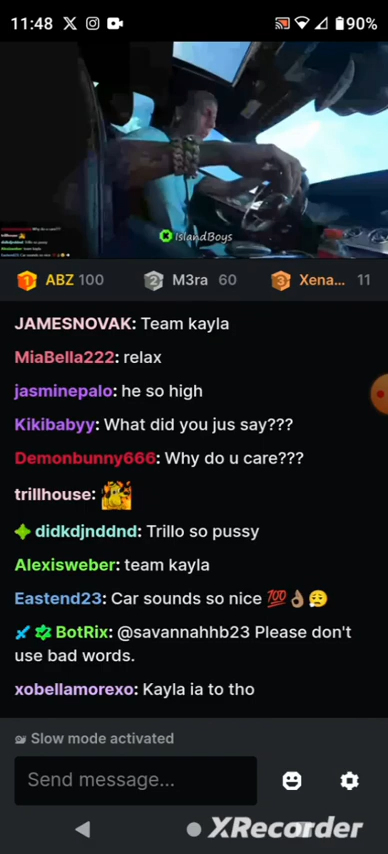 11:48
90%
IslandBoys
ABZ 100
M3ra 60
Xena... 11
JAMESNOVAK: Team kayla
MiaBella222: relax
jasminepalo: he so high
Kikibabyy: What did you jus say???
Demonbunny666: Why do u care???
trillhouse:
didkdjnddnd: Trillo so pussy
Alexisweber: team kayla
Eastend23: Car sounds so nice 💯👌🏽😮‍💨
BotRix: @savannahhb23 Please don't
use bad words.
xobellamorexo: Kayla ia to tho
Slow mode activated
Send message...
XRecorder